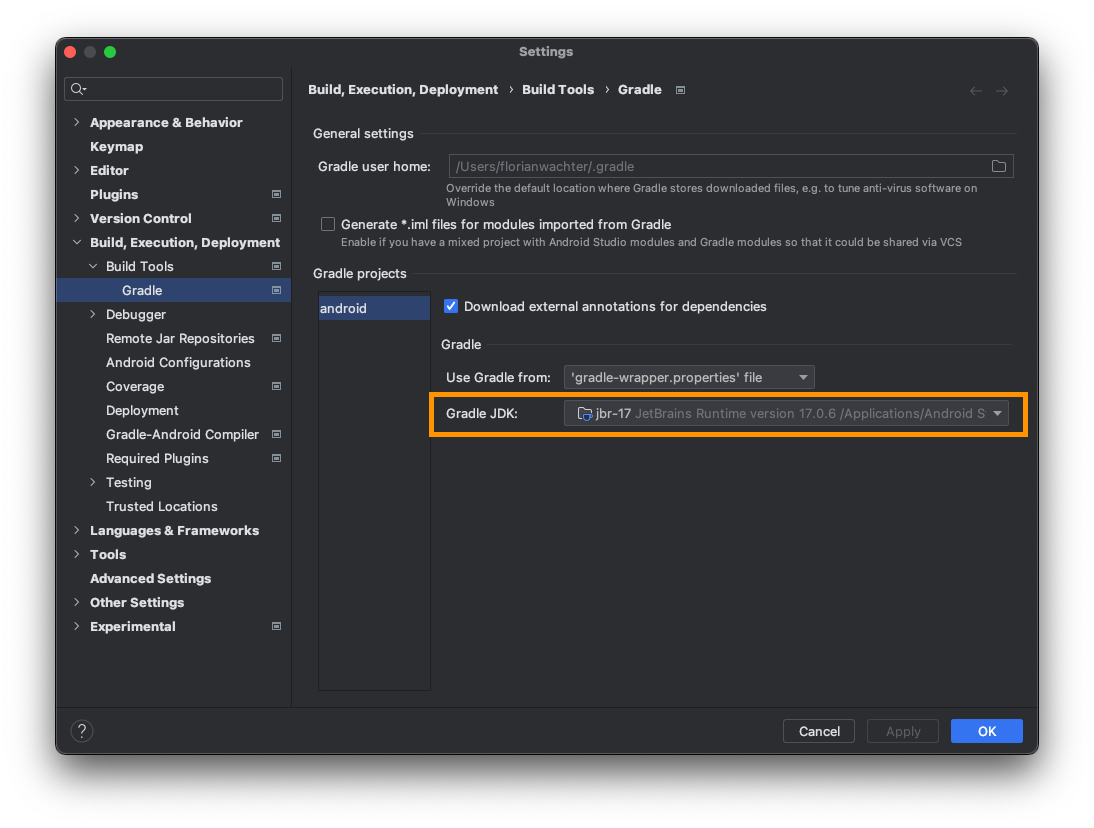 Settings
Build, Execution, Deployment › Build Tools › Gradle
Appearance & Behavior
Keymap
Editor
Plugins
Version Control
Build, Execution, Deployment
Build Tools
Gradle
Debugger
Remote Jar Repositories
Android Configurations
Coverage
Deployment
Gradle-Android Compiler
Required Plugins
Testing
Trusted Locations
Languages & Frameworks
Tools
Advanced Settings
Other Settings
Experimental
General settings
Gradle user home: /Users/florianwachter/.gradle
Override the default location where Gradle stores downloaded files, e.g. to tune anti-virus software on
Windows
Generate *.iml files for modules imported from Gradle
Enable if you have a mixed project with Android Studio modules and Gradle modules so that it could be shared via VCS
Gradle projects
android
Download external annotations for dependencies
Gradle
Use Gradle from: 'gradle-wrapper.properties' file
Gradle JDK: jbr-17 JetBrains Runtime version 17.0.6 /Applications/Android S
?
Cancel
Apply
OK